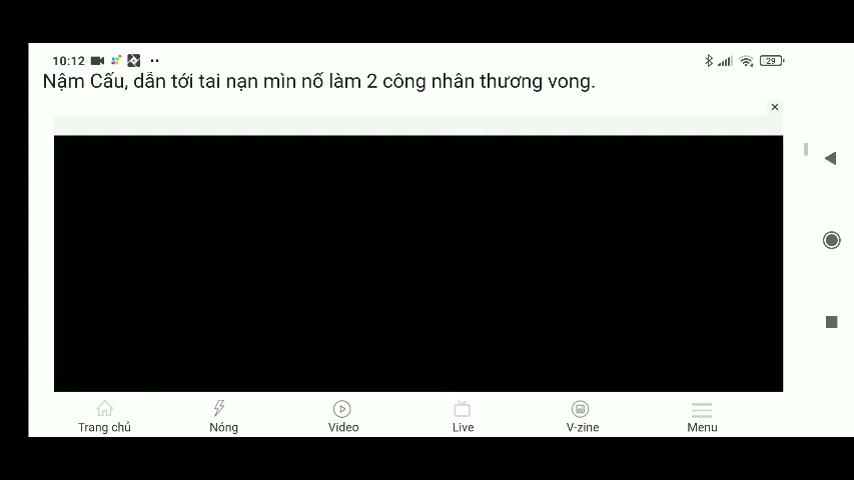 10:12
29
Nậm Cấu, dẫn tới tai nạn mìn nổ làm 2 công nhân thương vong.
Trang chủ
Nóng
Video
Live
V-zine
Menu